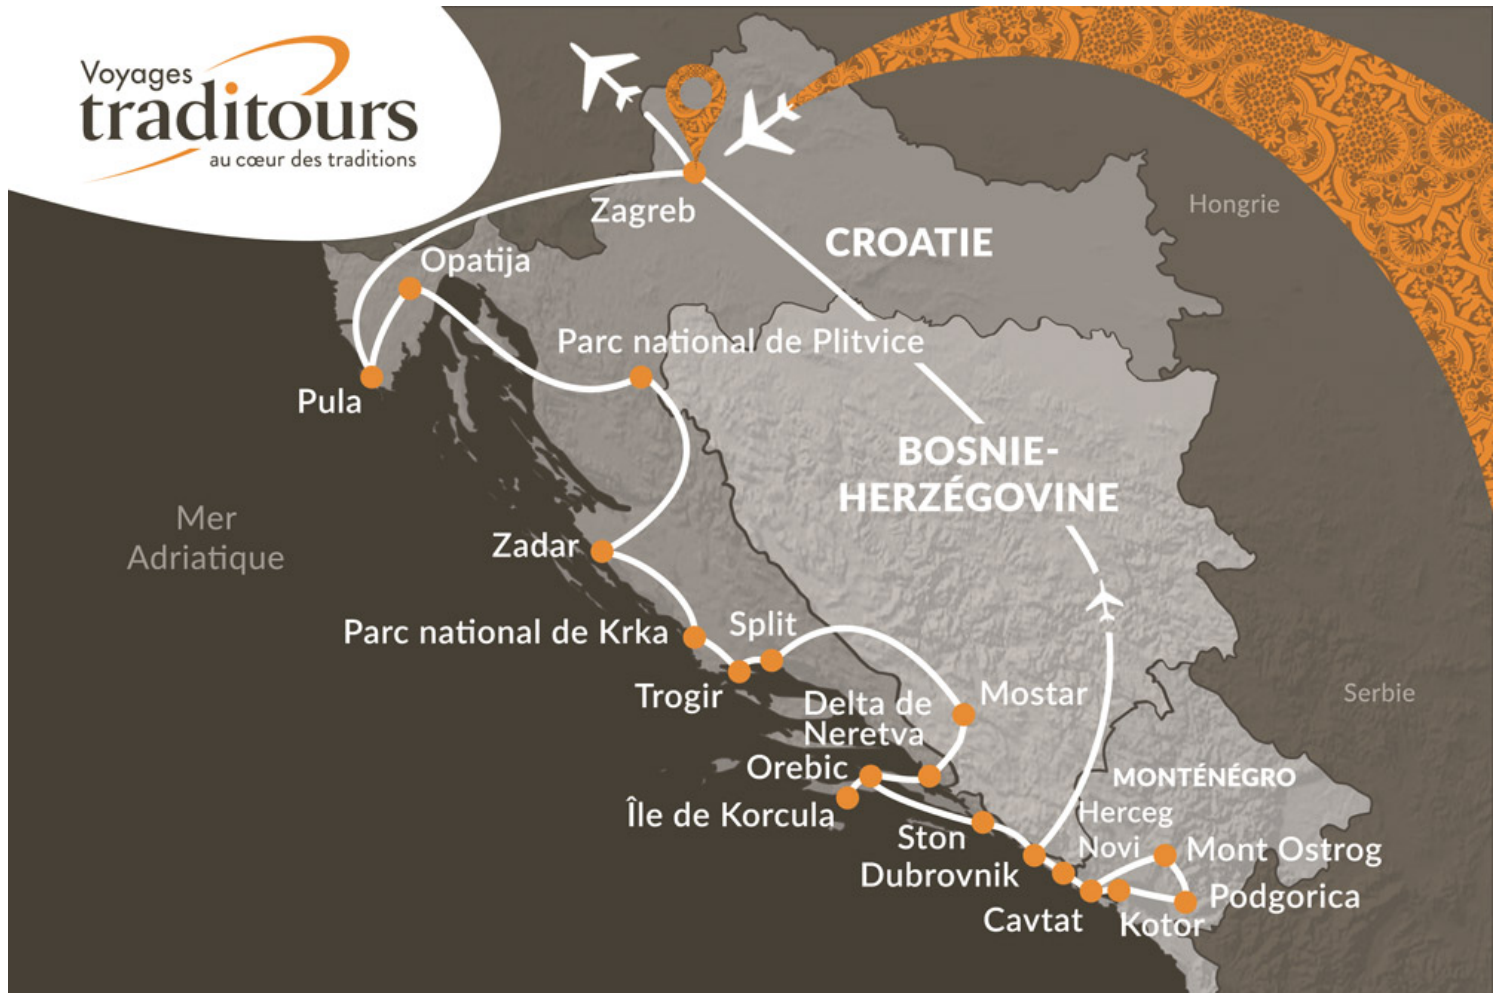 Voyages
traditours
au cœur des traditions
Zagreb
Hongrie
CROATIE
Opatija
Parc national de Plitvice
Pula
BOSNIE-
HERZÉGOVINE
Mer
Adriatique
Zadar
Parc national de Krka
Split
Trogir
Mostar
Delta de
Neretva
Serbie
Orebic
Île de Korcula
MONTÉNÉGRO
Herceg
Novi
Ston
Mont Ostrog
Dubrovnik
Podgorica
Cavtat
Kotor